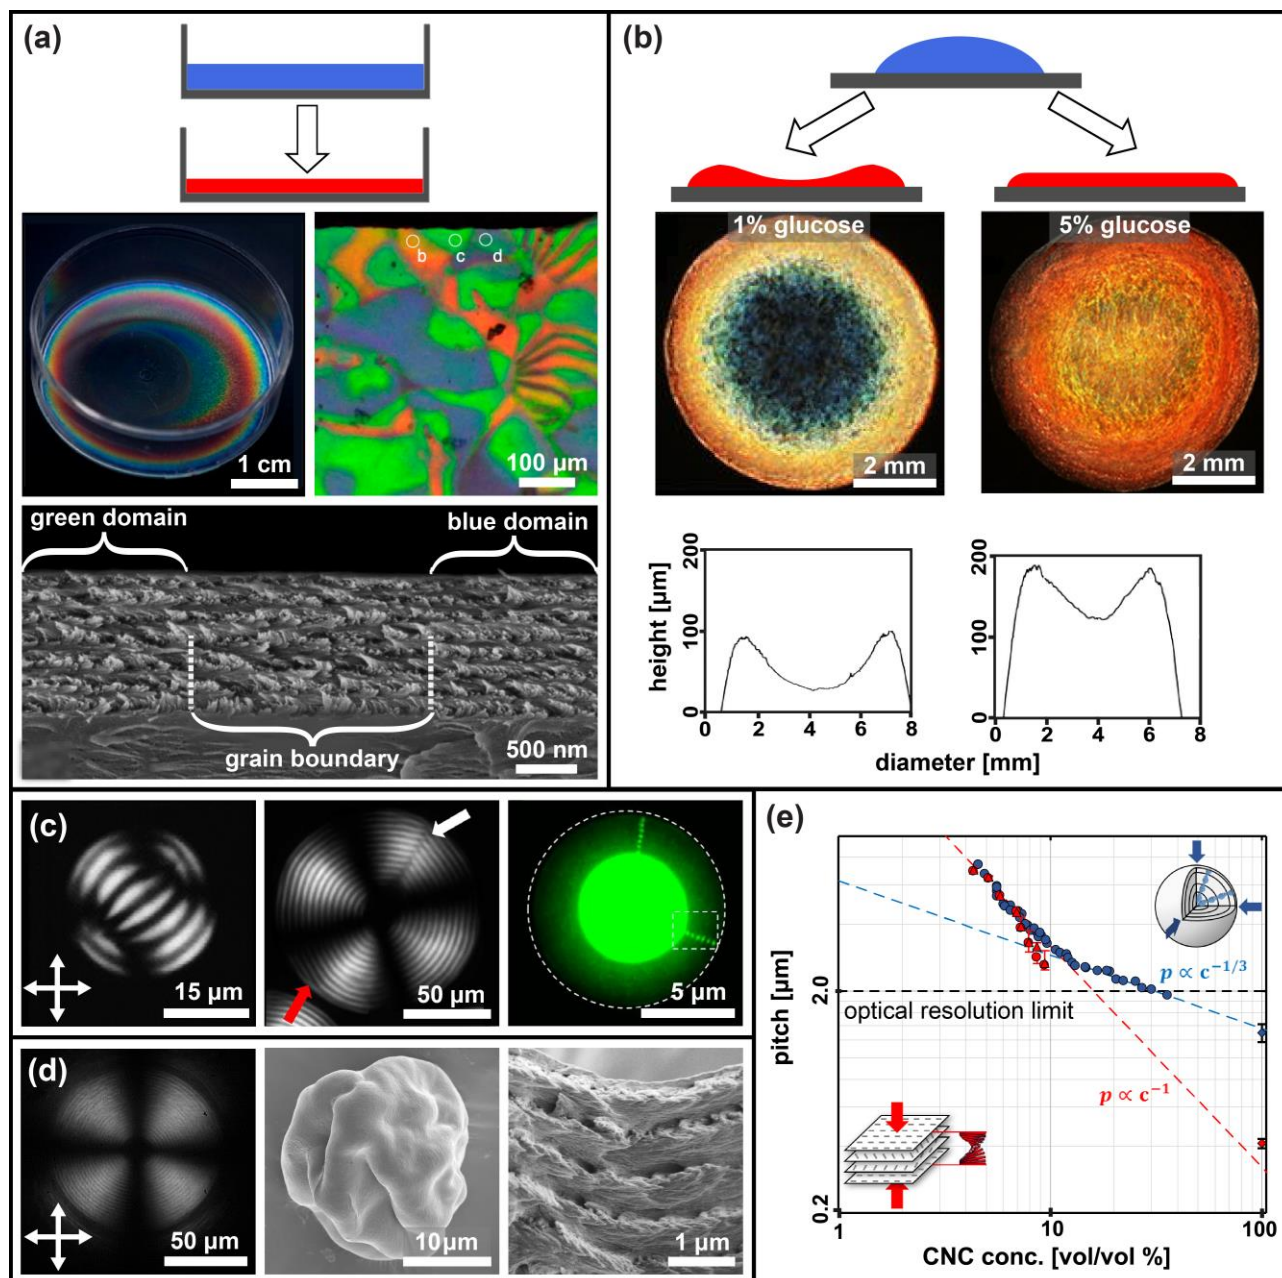 (a)
b
c
d
1 cm
100 µm
green domain
blue domain
grain boundary
500 nm
(b)
1% glucose
5% glucose
2 mm
2 mm
height [µm]
200
100
0
0
2
4
6
8
200
100
0
0
2
4
6
8
diameter [mm]
(c)
15 µm
50 µm
5 µm
(d)
50 µm
10µm
1 µm
(e)
pitch [µm]
2.0
0.2
p ∝ c⁻¹ᐟ³
optical resolution limit
p ∝ c⁻¹
1
10
100
CNC conc. [vol/vol %]